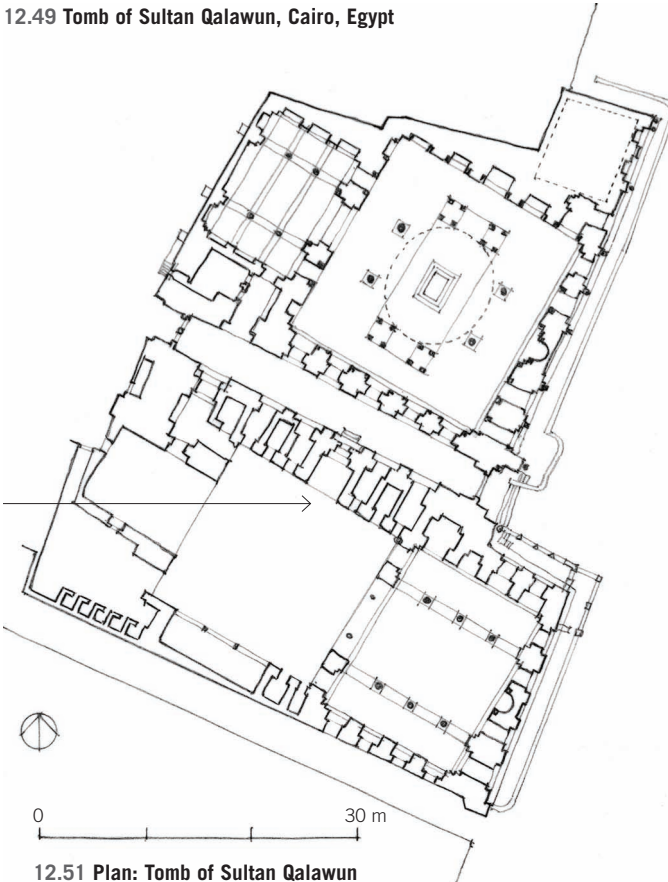 12.49 Tomb of Sultan Qalawun, Cairo, Egypt
0 30 m
12.51 Plan: Tomb of Sultan Qalawun